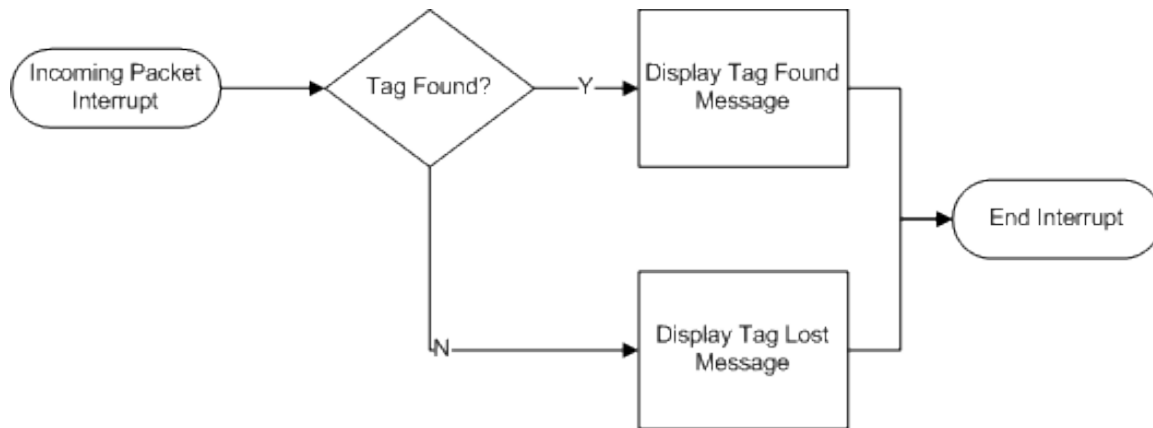 Incoming Packet
Interrupt
Tag Found?
Y
Display Tag Found
Message
End Interrupt
N
Display Tag Lost
Message